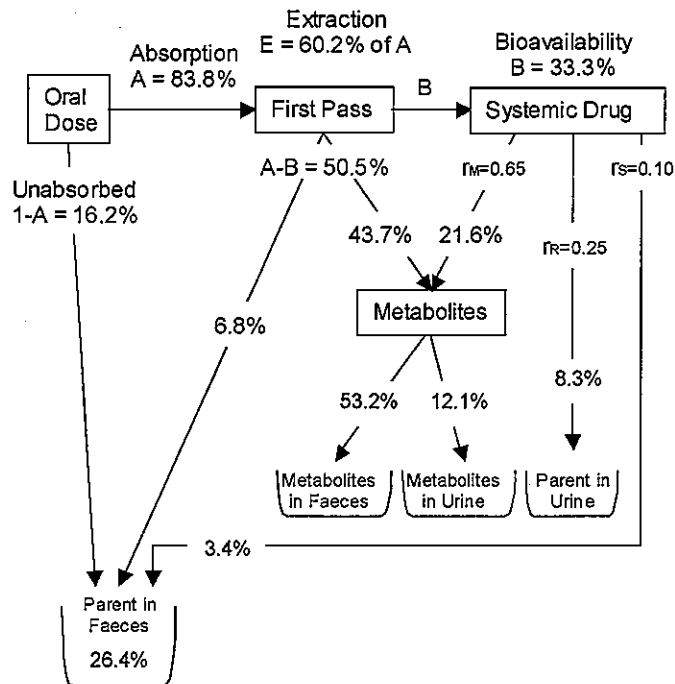 Extraction
E = 60.2% of A
Absorption
A = 83.8%
Bioavailability
B = 33.3%
Oral
Dose
First Pass
B
Systemic Drug
Unabsorbed
1-A = 16.2%
A-B = 50.5%
rM=0.65
rS=0.10
43.7%
21.6%
rR=0.25
Metabolites
6.8%
8.3%
53.2%
12.1%
Metabolites
in Faeces
Metabolites
in Urine
Parent in
Urine
3.4%
Parent in
Faeces
26.4%